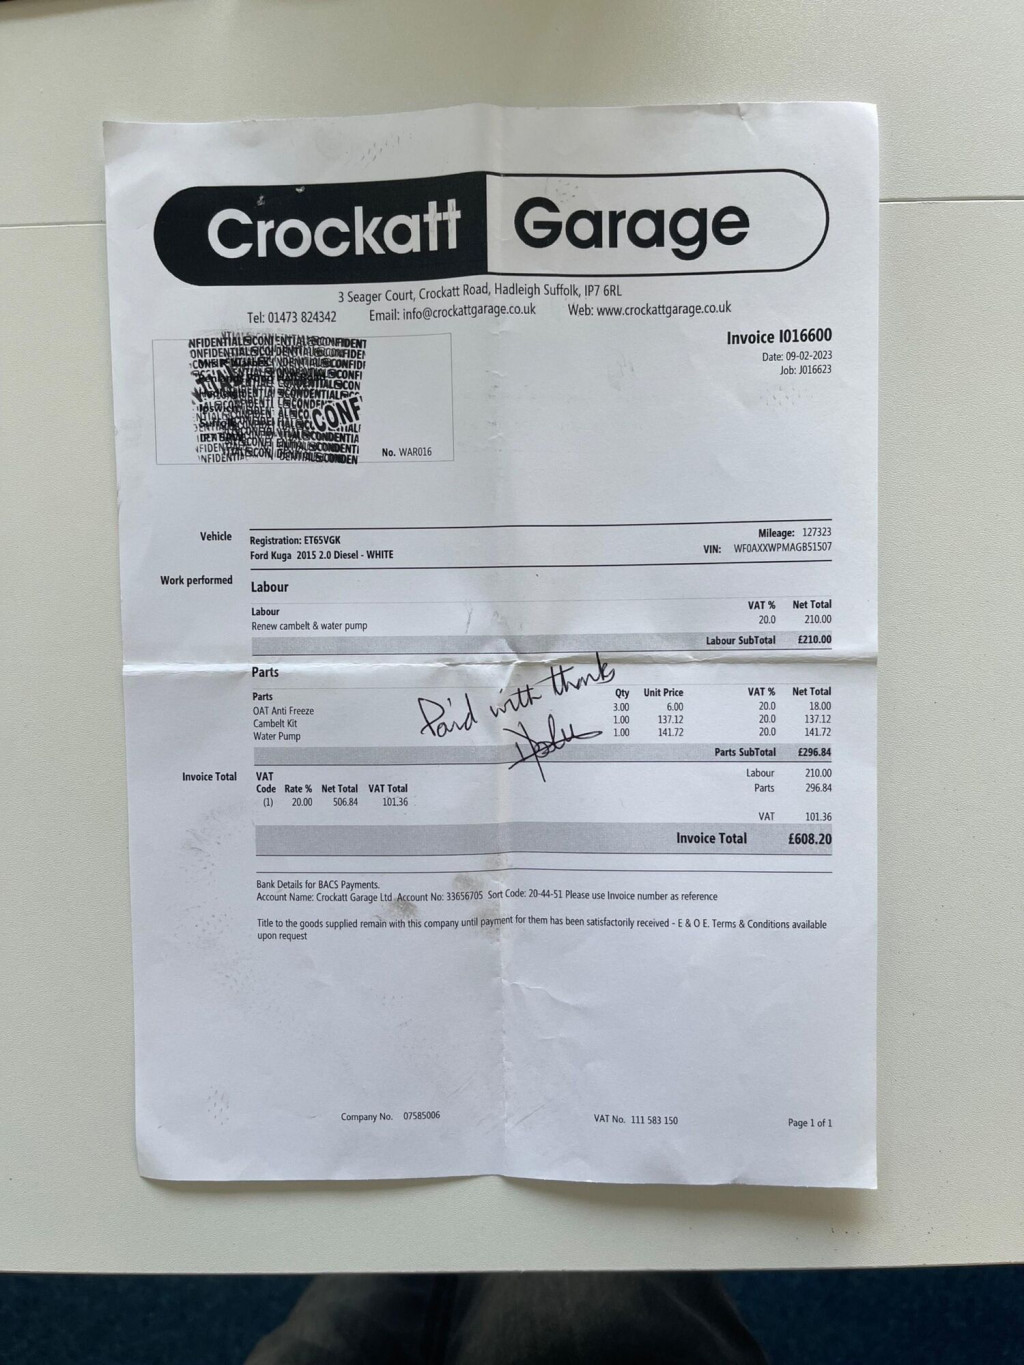 Crockatt Garage
3 Seager Court, Crockatt Road, Hadleigh Suffolk, IP7 6RL
Tel: 01473 824342 Email: info@crockattgarage.co.uk Web: www.crockattgarage.co.uk
Invoice I016600
Date: 09-02-2023
Job: J016623
No. WAR016
Vehicle
Registration: ET65VGK
Ford Kuga 2015 2.0 Diesel - WHITE
Mileage: 127323
VIN: WF0AXXWPMAGB51507
Work performed
Labour
Labour VAT % Net Total
Renew cambelt & water pump 20.0 210.00
Labour SubTotal £210.00
Parts
Parts Qty Unit Price VAT % Net Total
OAT Anti Freeze 3.00 6.00 20.0 18.00
Cambelt Kit 1.00 137.12 20.0 137.12
Water Pump 1.00 141.72 20.0 141.72
Paid with thanks
Parts SubTotal £296.84
Invoice Total
VAT
Code Rate % Net Total VAT Total
(1) 20.00 506.84 101.36
Labour 210.00
Parts 296.84
VAT 101.36
Invoice Total £608.20
Bank Details for BACS Payments.
Account Name: Crockatt Garage Ltd Account No: 33656705 Sort Code: 20-44-51 Please use Invoice number as reference
Title to the goods supplied remain with this company until payment for them has been satisfactorily received - E & O E. Terms & Conditions available
upon request
Company No. 07585006 VAT No. 111 583 150 Page 1 of 1